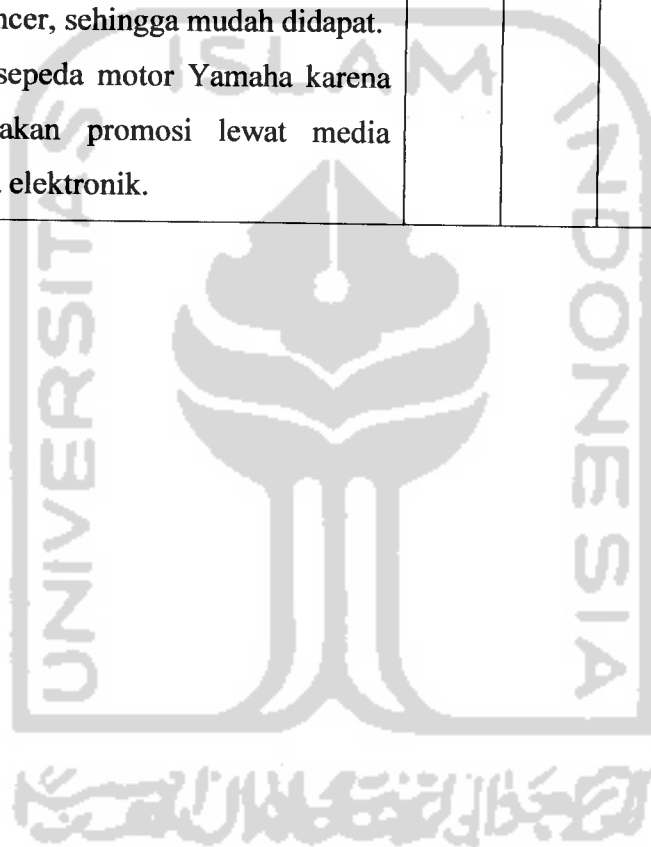 ncer, sehingga mudah didapat.
sepeda motor Yamaha karena
akan promosi lewat media
elektronik.
ISLAM
UNIVERSITAS
INDONESIA